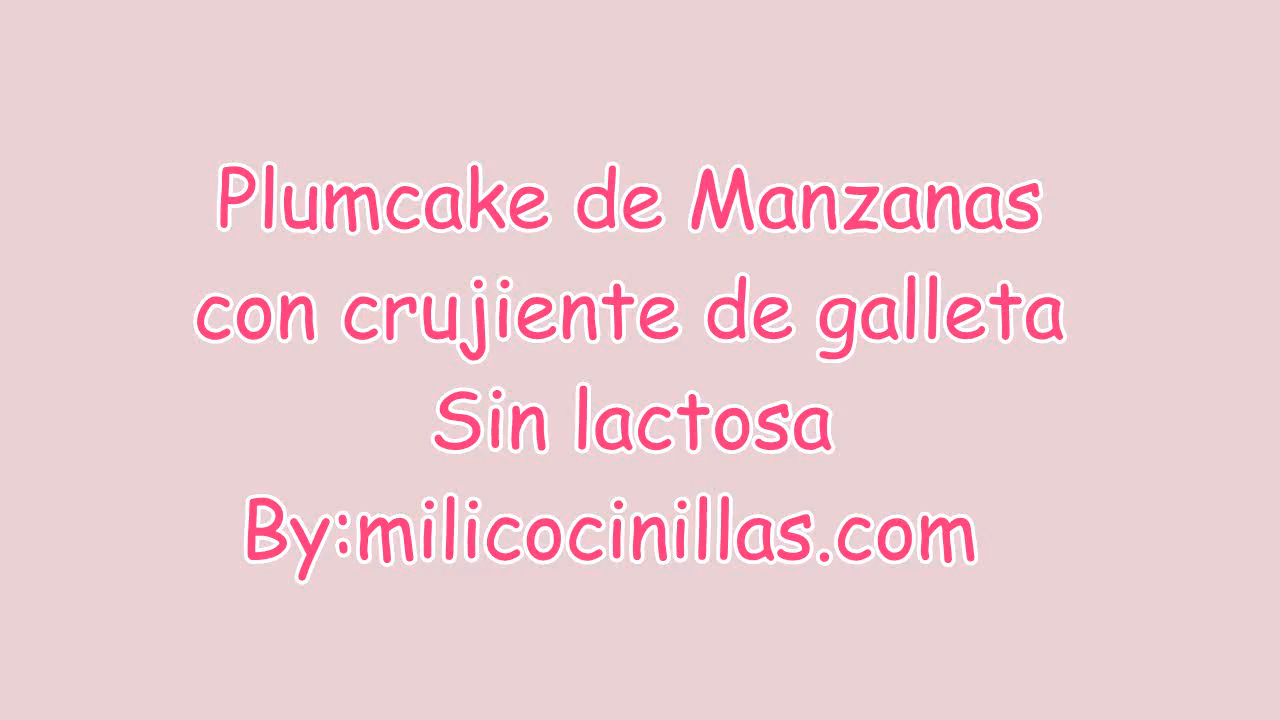 Plumcake de Manzanas
con crujiente de galleta
Sin lactosa
By:milicocinillas.com